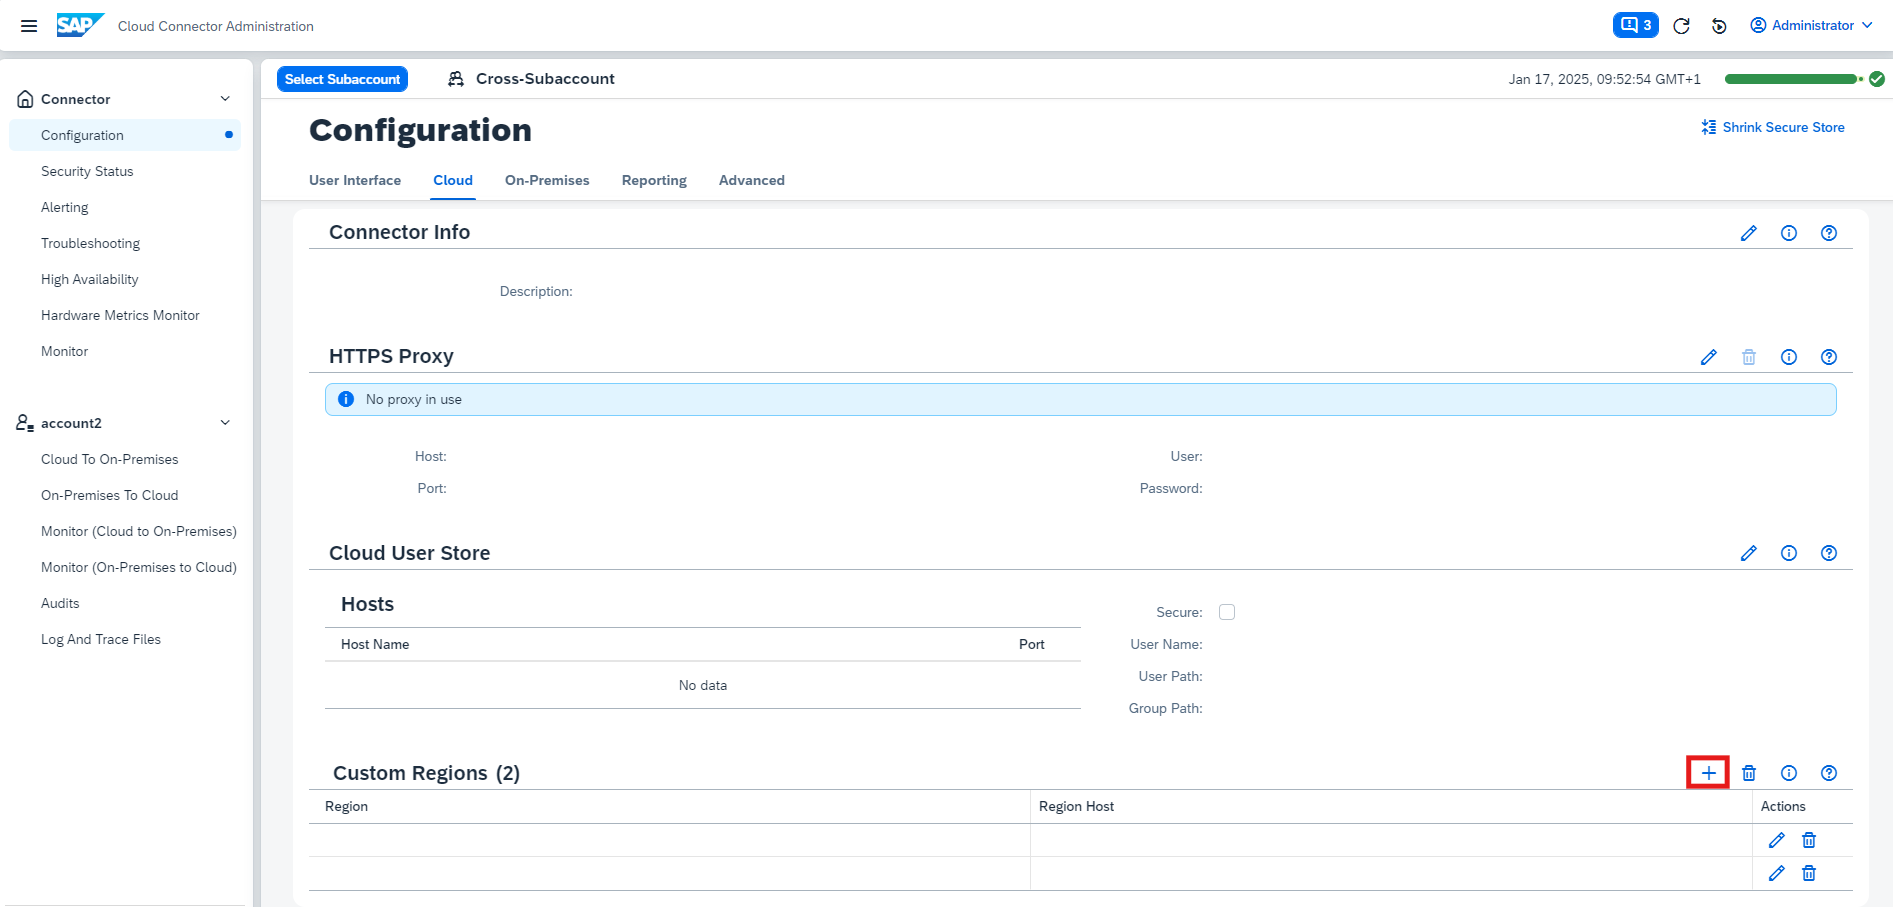 SAP Cloud Connector Administration
3
Administrator
Select Subaccount
Cross-Subaccount
Jan 17, 2025, 09:52:54 GMT+1
Connector
Configuration
Security Status
Alerting
Troubleshooting
High Availability
Hardware Metrics Monitor
Monitor
account2
Cloud To On-Premises
On-Premises To Cloud
Monitor (Cloud to On-Premises)
Monitor (On-Premises to Cloud)
Audits
Log And Trace Files
Configuration
Shrink Secure Store
User Interface Cloud On-Premises Reporting Advanced
Connector Info
Description:
HTTPS Proxy
No proxy in use
Host:
Port:
User:
Password:
Cloud User Store
Hosts
Host Name Port
No data
Secure:
User Name:
User Path:
Group Path:
Custom Regions (2)
Region Region Host Actions